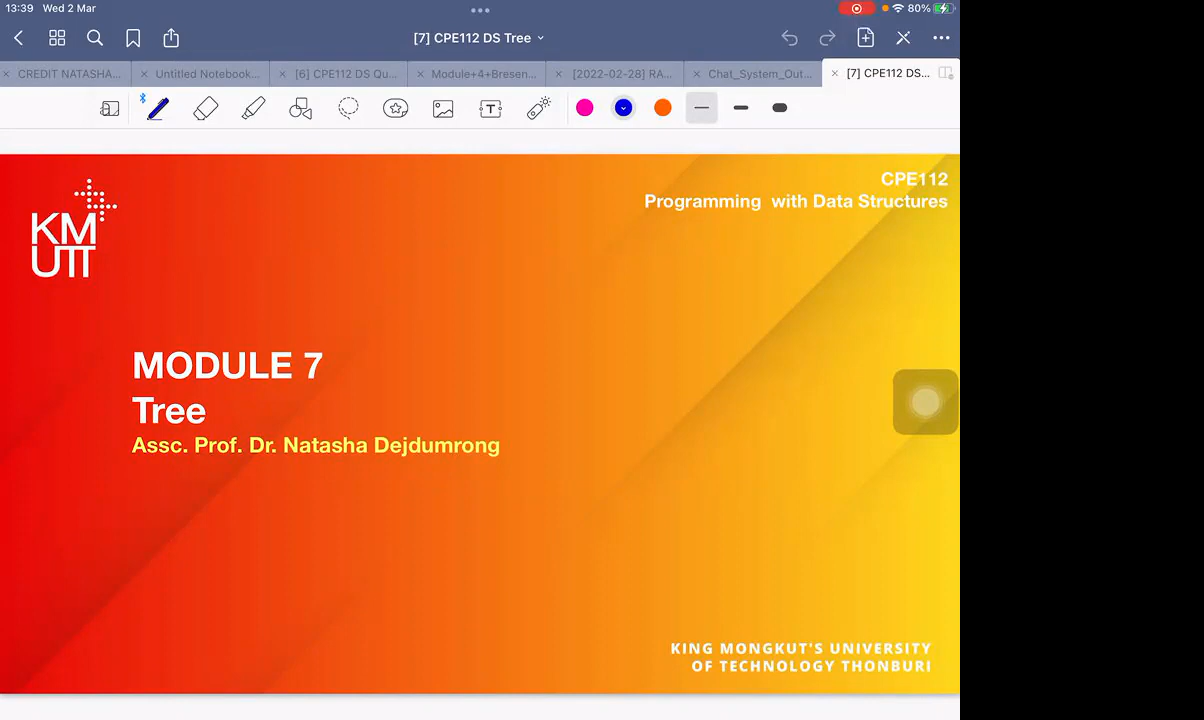 13:39 Wed 2 Mar
80%
[7] CPE112 DS Tree
CREDIT NATASHA...
Untitled Notebook...
[6] CPE112 DS Qu...
Module+4+Bresen...
[2022-02-28] RA...
Chat_System_Out...
[7] CPE112 DS...
T
CPE112
Programming with Data Structures
KM
UTT
MODULE 7
Tree
Assc. Prof. Dr. Natasha Dejdumrong
KING MONGKUT'S UNIVERSITY
OF TECHNOLOGY THONBURI